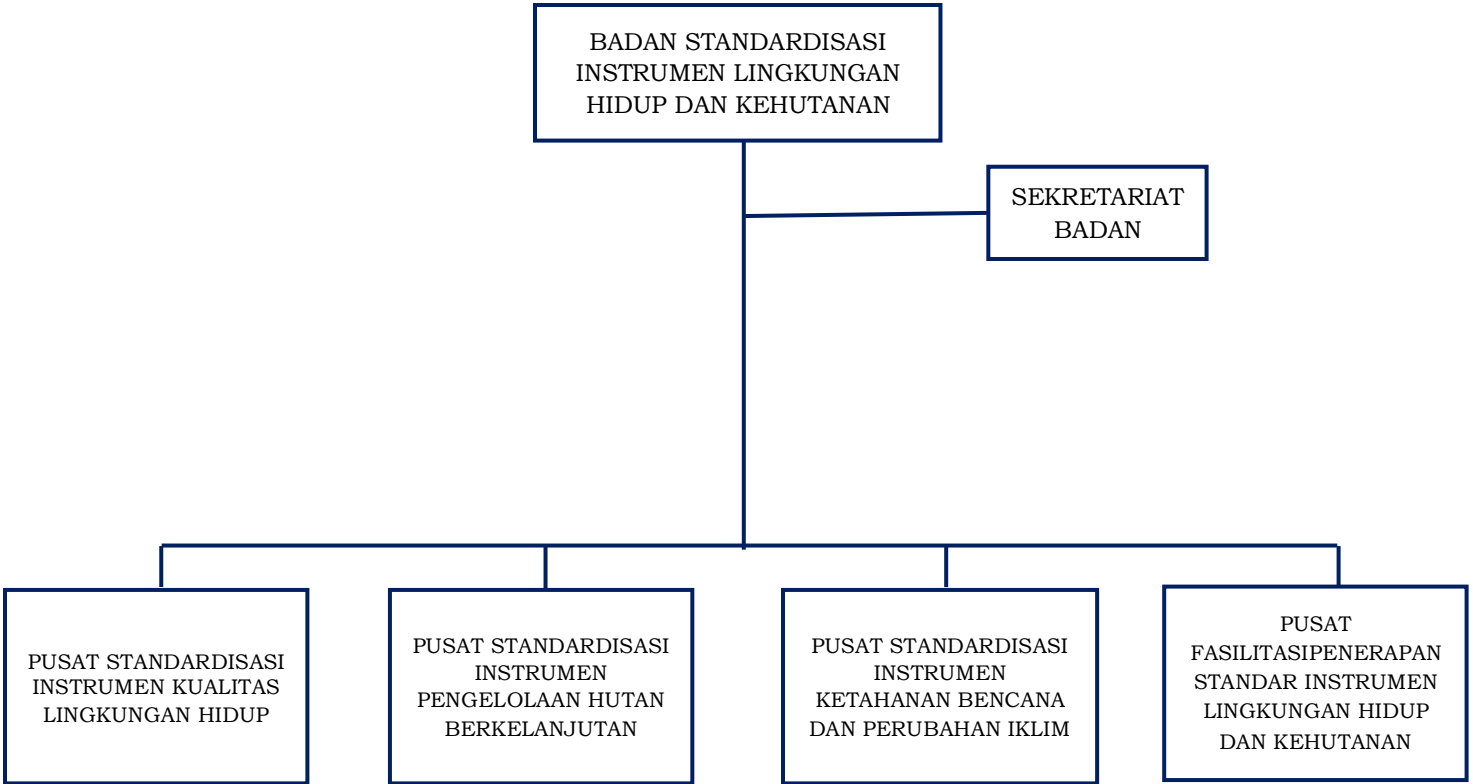 BADAN STANDARDISASI
INSTRUMEN LINGKUNGAN
HIDUP DAN KEHUTANAN
SEKRETARIAT
BADAN
PUSAT STANDARDISASI
INSTRUMEN KUALITAS
LINGKUNGAN HIDUP
PUSAT STANDARDISASI
INSTRUMEN
PENGELOLAAN HUTAN
BERKELANJUTAN
PUSAT STANDARDISASI
INSTRUMEN
KETAHANAN BENCANA
DAN PERUBAHAN IKLIM
PUSAT
FASILITASIPENERAPAN
STANDAR INSTRUMEN
LINGKUNGAN HIDUP
DAN KEHUTANAN